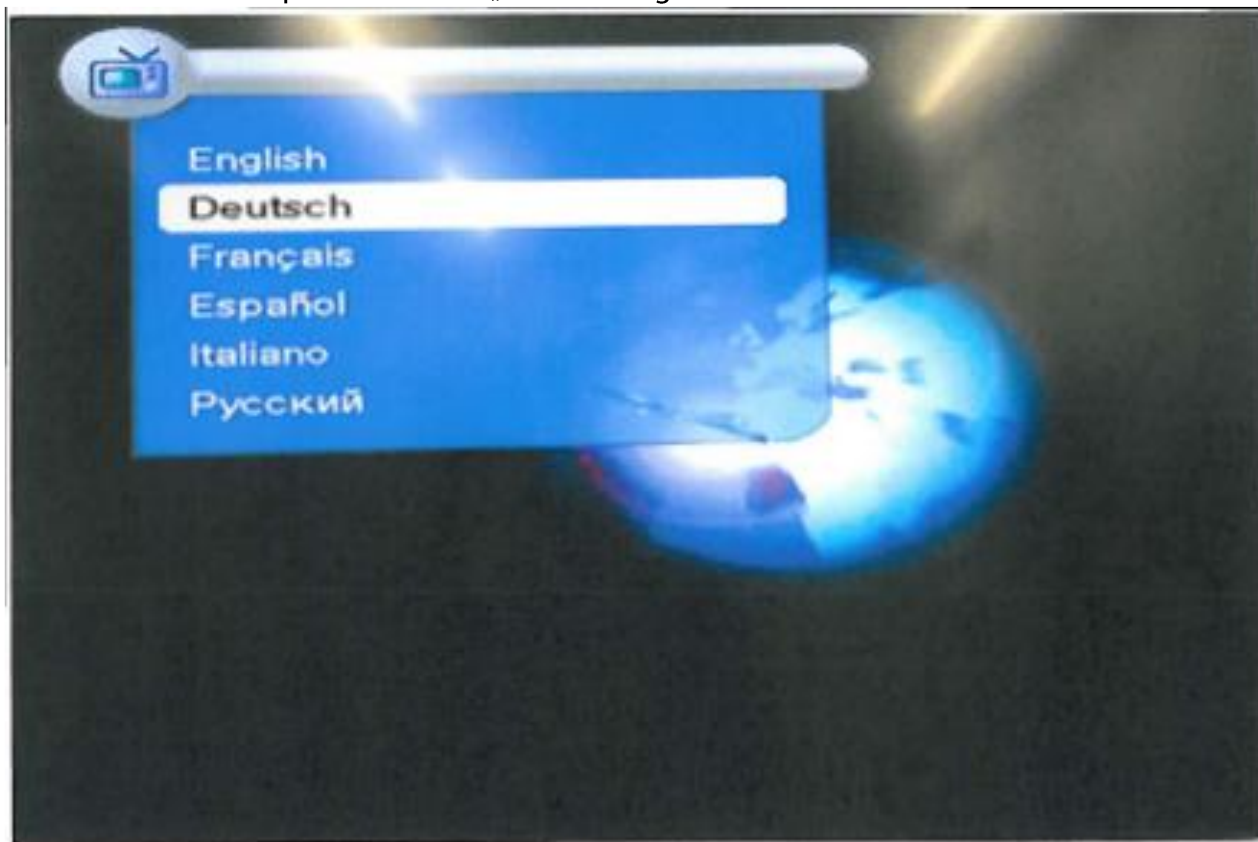 English
Deutsch
Français
Español
Italiano
Русский